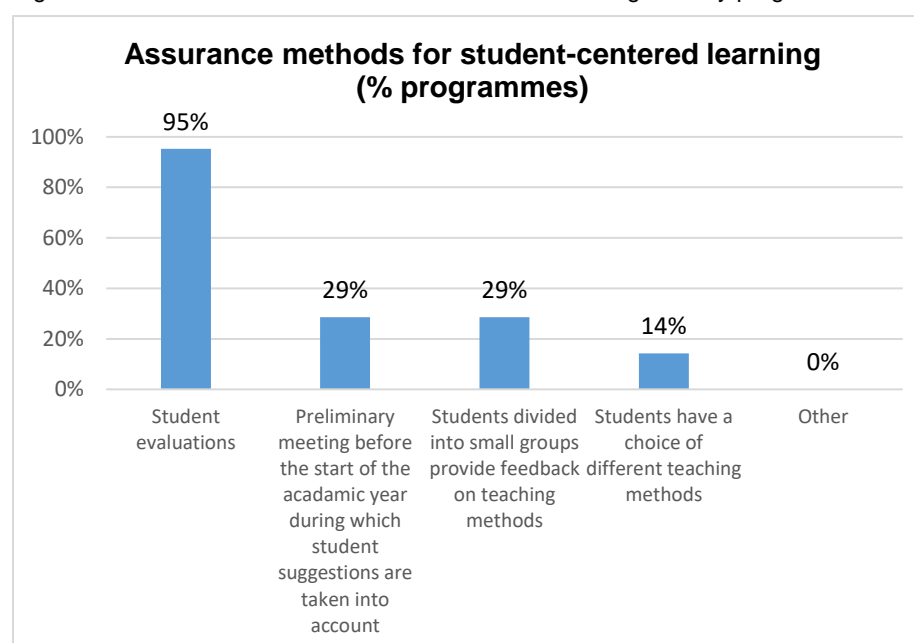 Assurance methods for student-centered learning
(% programmes)
100%
80%
60%
40%
20%
0%
95%
29%
29%
14%
0%
Student
evaluations
Preliminary
meeting before
the start of the
acadamic year
during which
student
suggestions are
taken into
account
Students divided
into small groups
provide feedback
on teaching
methods
Students have a
choice of
different teaching
methods
Other